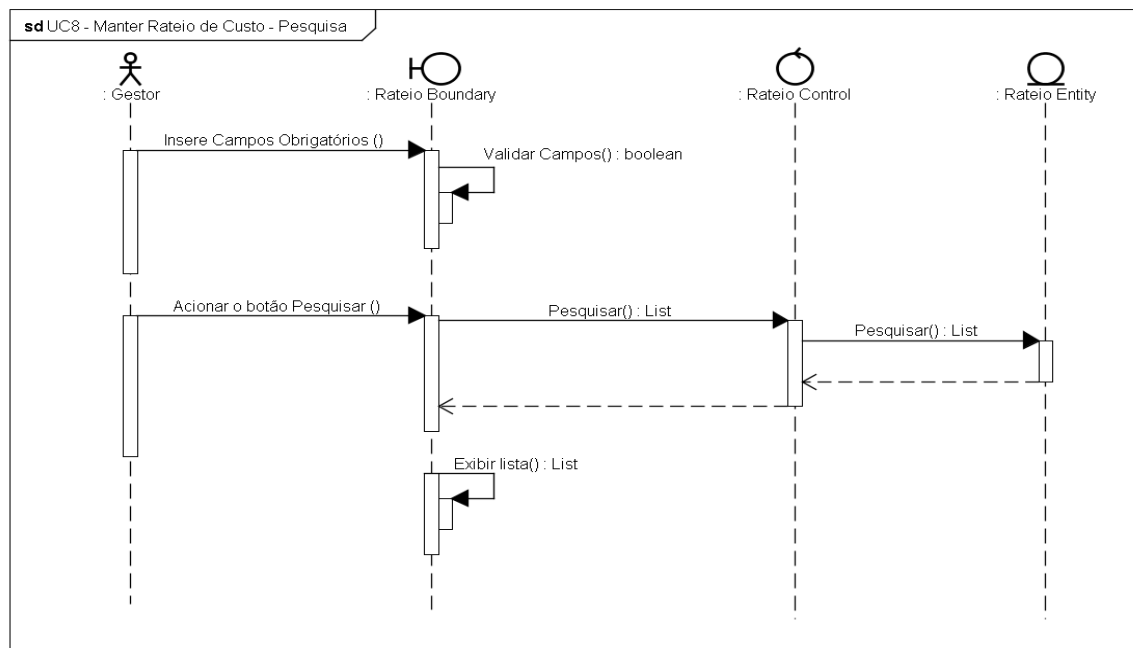 sd UC8 - Manter Rateio de Custo - Pesquisa
: Gestor
: Rateio Boundary
: Rateio Control
: Rateio Entity
Insere Campos Obrigatórios ()
Validar Campos() : boolean
Acionar o botão Pesquisar ()
Pesquisar() : List
Pesquisar() : List
Exibir lista() : List